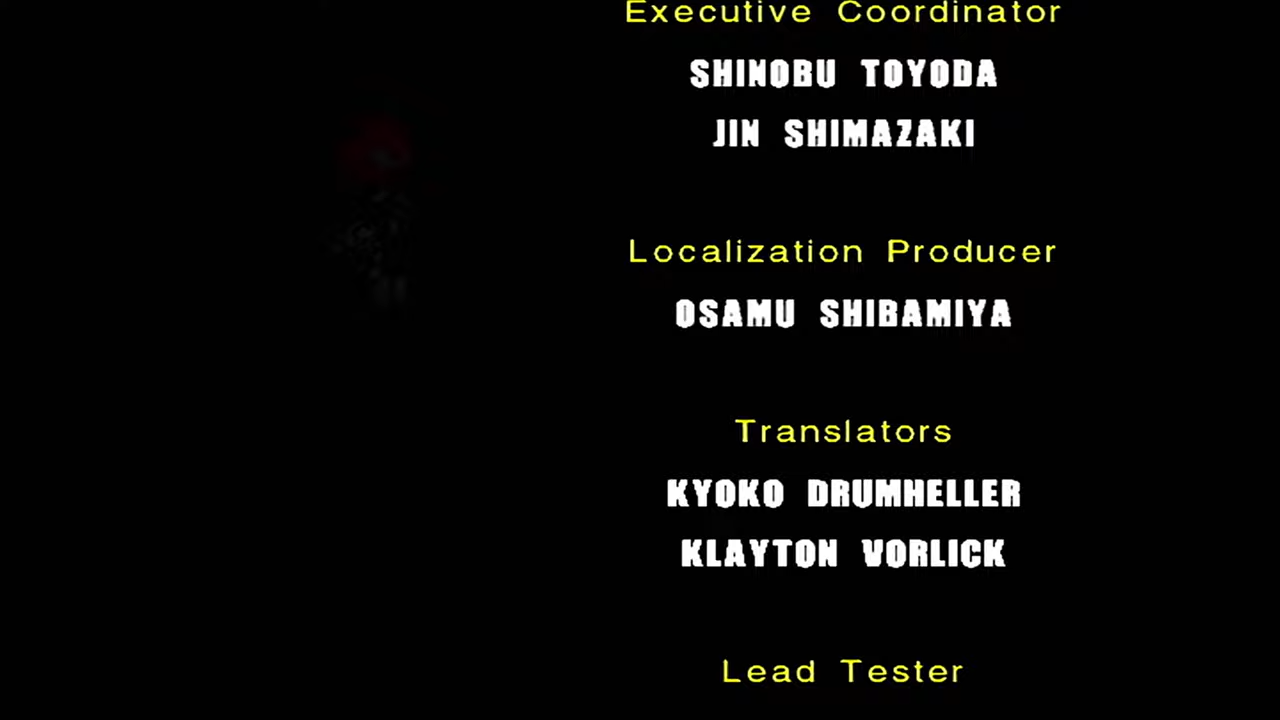 Executive Coordinator
SHINOBU TOYODA
JIN SHIMAZAKI
Localization Producer
OSAMU SHIBAMIYA
Translators
KYOKO DRUMHELLER
KLAYTON VORLICK
Lead Tester